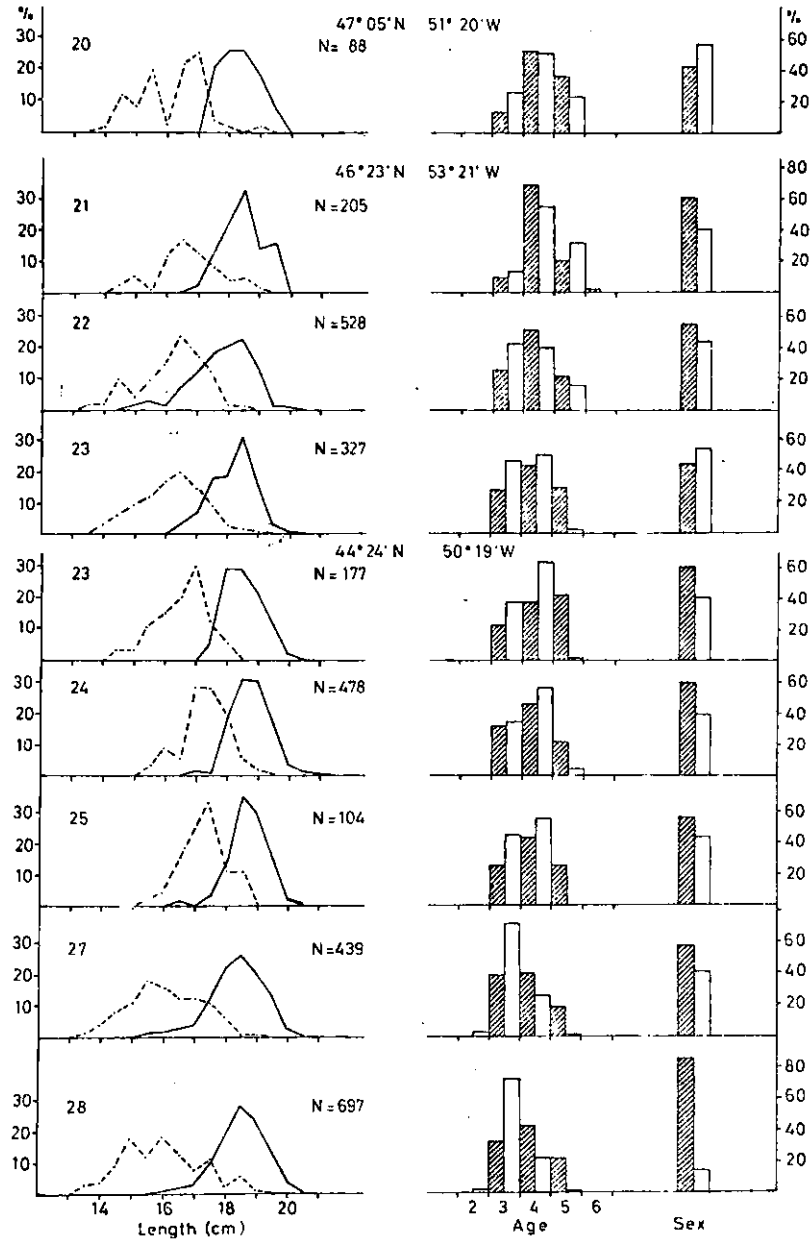 % 47°05'N 51°20'W %
20 N= 88
30 60
20 40
10 20
46°23'N 53°21'W
80
30 21 N=205 60
20 40
10 20
30 22 N=528 60
20 40
10 20
30 23 N=327 60
20 40
10 20
44°24'N 50°19'W
30 23 N=177 60
20 40
10 20
30 24 N=478 60
20 40
10 20
30 25 N=104 60
20 40
10 20
30 27 N=439 60
20 40
10 20
80
30 28 N=697 60
20 40
10 20
14 16 18 20 2 3 4 5 6
Length (cm) Age Sex